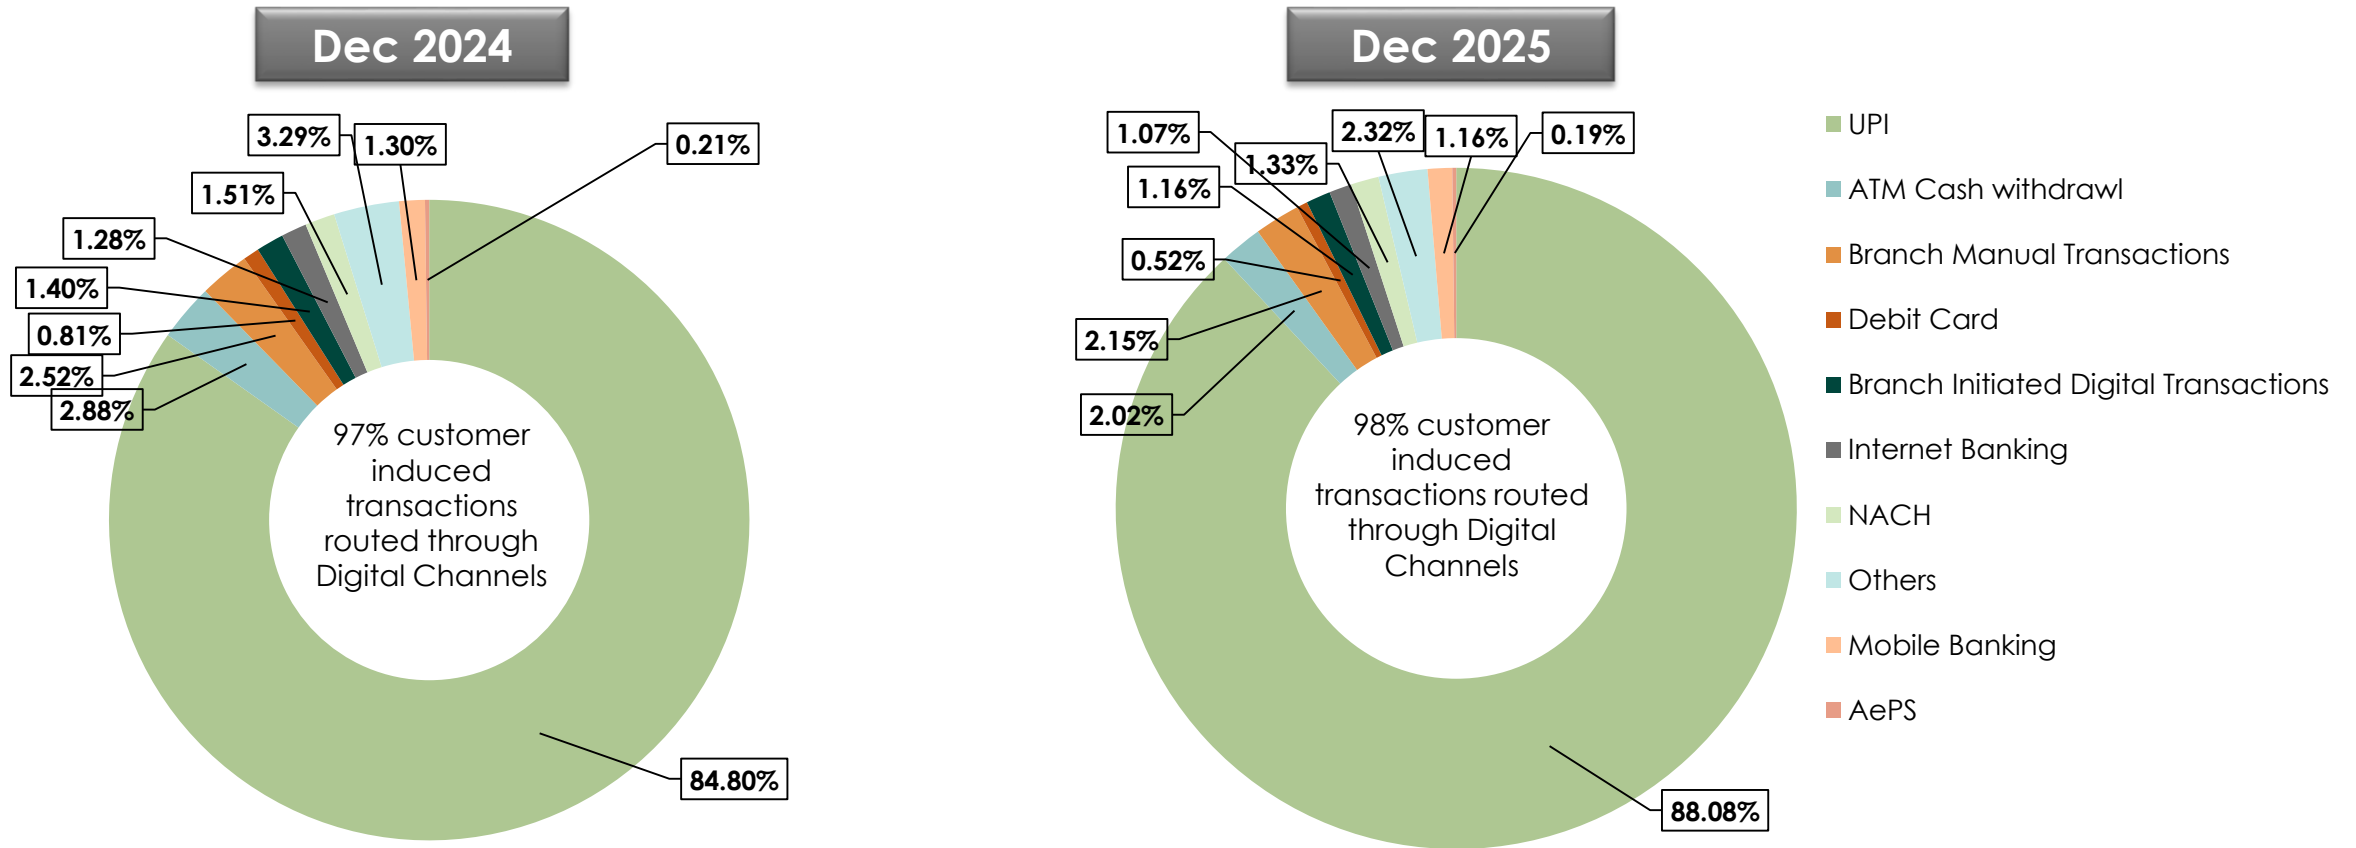 Dec 2024
3.29%
1.30%
0.21%
1.51%
1.28%
1.40%
0.81%
2.52%
2.88%
97% customer
induced
transactions
routed through
Digital Channels
84.80%
Dec 2025
1.07%
2.32%
1.16%
0.19%
1.33%
1.16%
0.52%
2.15%
2.02%
98% customer
induced
transactions routed
through Digital
Channels
88.08%
UPI
ATM Cash withdrawl
Branch Manual Transactions
Debit Card
Branch Initiated Digital Transactions
Internet Banking
NACH
Others
Mobile Banking
AePS